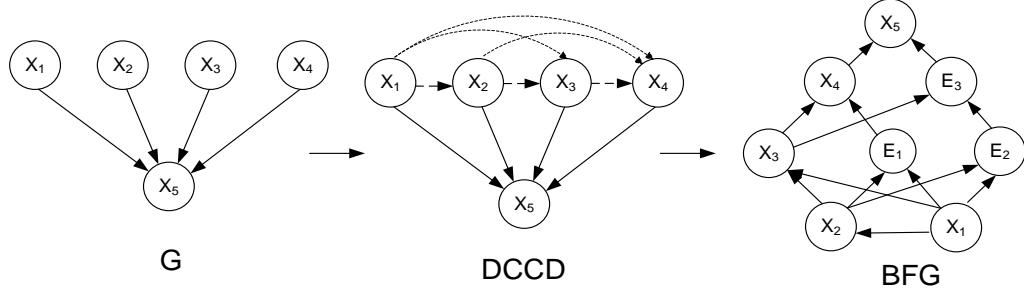 X1 X2 X3 X4
X5
G
X1 X2 X3 X4
X5
DCCD
X5
X4 E3
X3 E1 E2
X2 X1
BFG